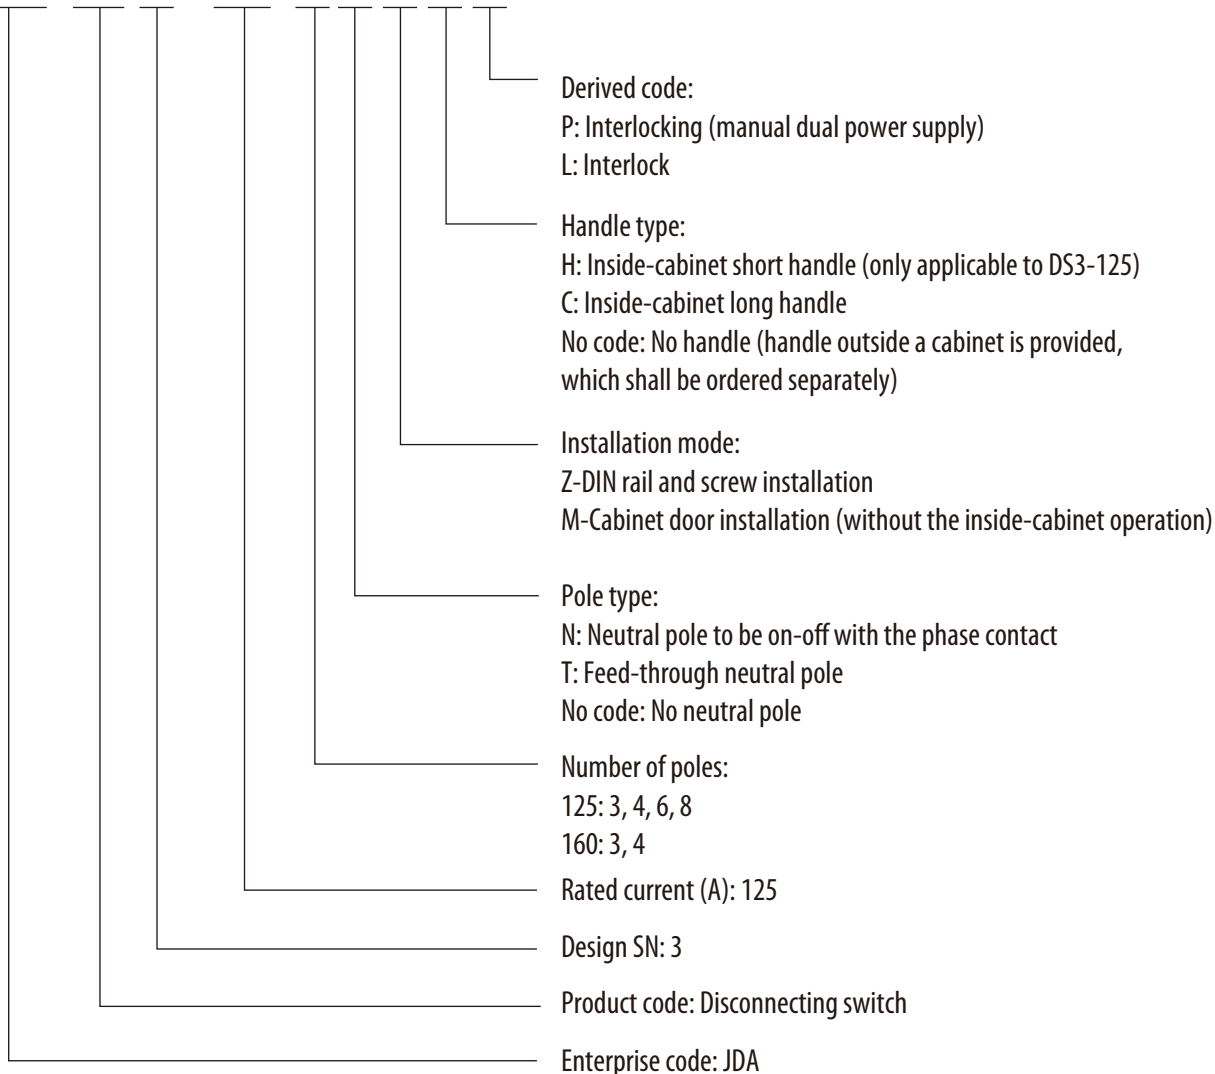 Derived code:
P: Interlocking (manual dual power supply)
L: Interlock
Handle type:
H: Inside-cabinet short handle (only applicable to DS3-125)
C: Inside-cabinet long handle
No code: No handle (handle outside a cabinet is provided,
which shall be ordered separately)
Installation mode:
Z-DIN rail and screw installation
M-Cabinet door installation (without the inside-cabinet operation)
Pole type:
N: Neutral pole to be on-off with the phase contact
T: Feed-through neutral pole
No code: No neutral pole
Number of poles:
125: 3, 4, 6, 8
160: 3, 4
Rated current (A): 125
Design SN: 3
Product code: Disconnecting switch
Enterprise code: JDA